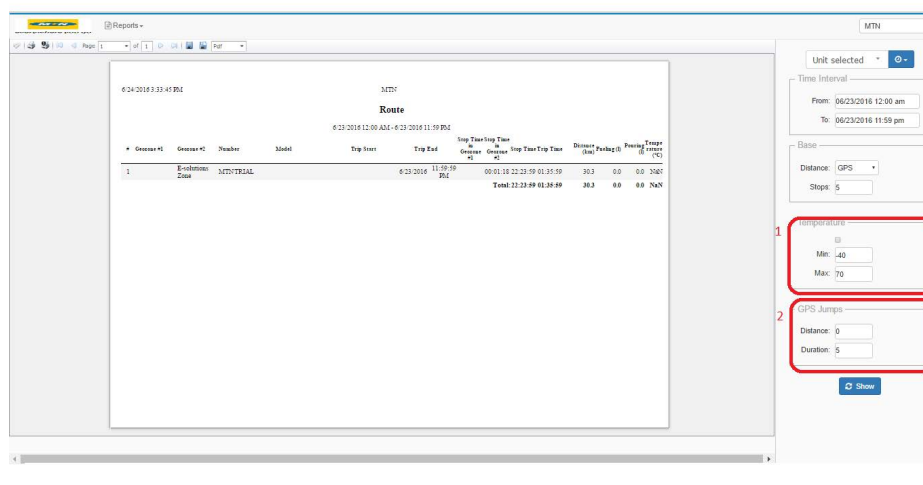 MTN
Reports
MTN
Page 1 of 1 Pdf
Unit selected
6/24/2016 3:33:45 PM MTN
Route
6/23/2016 12:00 AM - 6/23/2016 11:59 PM
# Geozone #1 Geozone #2 Number Model Trip Start Trip End Stop Time in Geozone #1 Stop Time in Geozone #2 Stop Time Trip Time Distance (km) Fueling (l) Pouring (l) Tempe rature (°C)
1 E-solutions Zone MTNTRIAL 6/23/2016 11:59:59 PM 00:01:18 22:23:59 01:35:59 30.3 0.0 0.0 NaN
Total: 22:23:59 01:35:59 30.3 0.0 0.0 NaN
Time Interval
From: 06/23/2016 12:00 am
To: 06/23/2016 11:59 pm
Base
Distance: GPS
Stops: 5
1
Temperature
Min: -40
Max: 70
2
GPS Jumps
Distance: 0
Duration: 5
Show